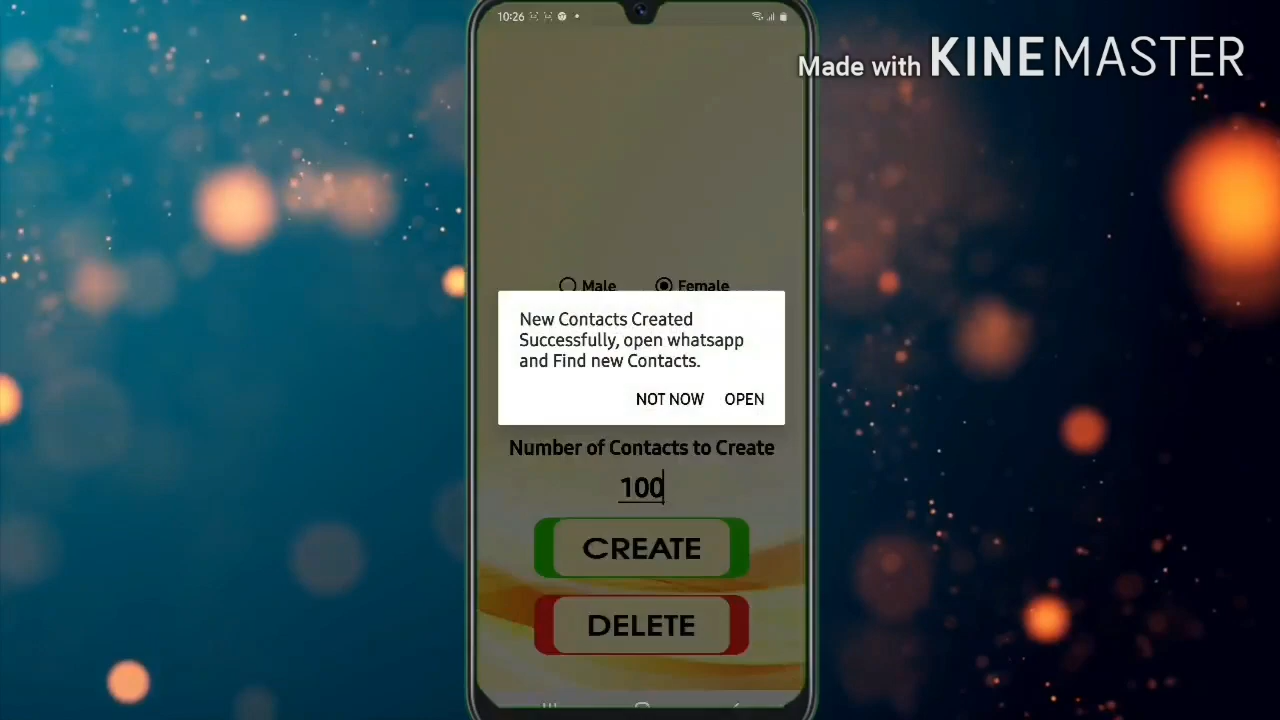 10:26
Made with KINEMASTER
Male Female
New Contacts Created
Successfully, open whatsapp
and Find new Contacts.
NOT NOW OPEN
Number of Contacts to Create
100
CREATE
DELETE